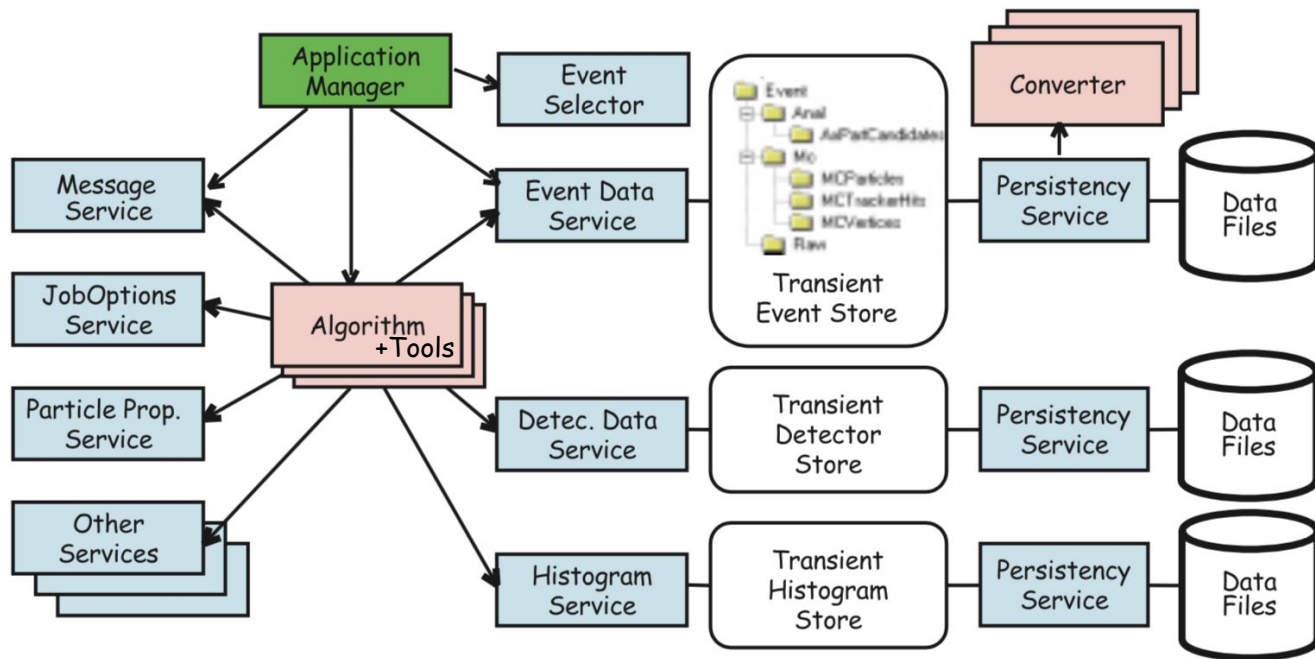 Application
Manager
Event
Selector
Converter
Event
Anal
MC
MCParticles
MCTrackerHits
MCVertices
Raw
Transient
Event Store
Message
Service
Event Data
Service
Persistency
Service
Data
Files
JobOptions
Service
Algorithm
+Tools
Particle Prop.
Service
Detec. Data
Service
Transient
Detector
Store
Persistency
Service
Data
Files
Other
Services
Histogram
Service
Transient
Histogram
Store
Persistency
Service
Data
Files